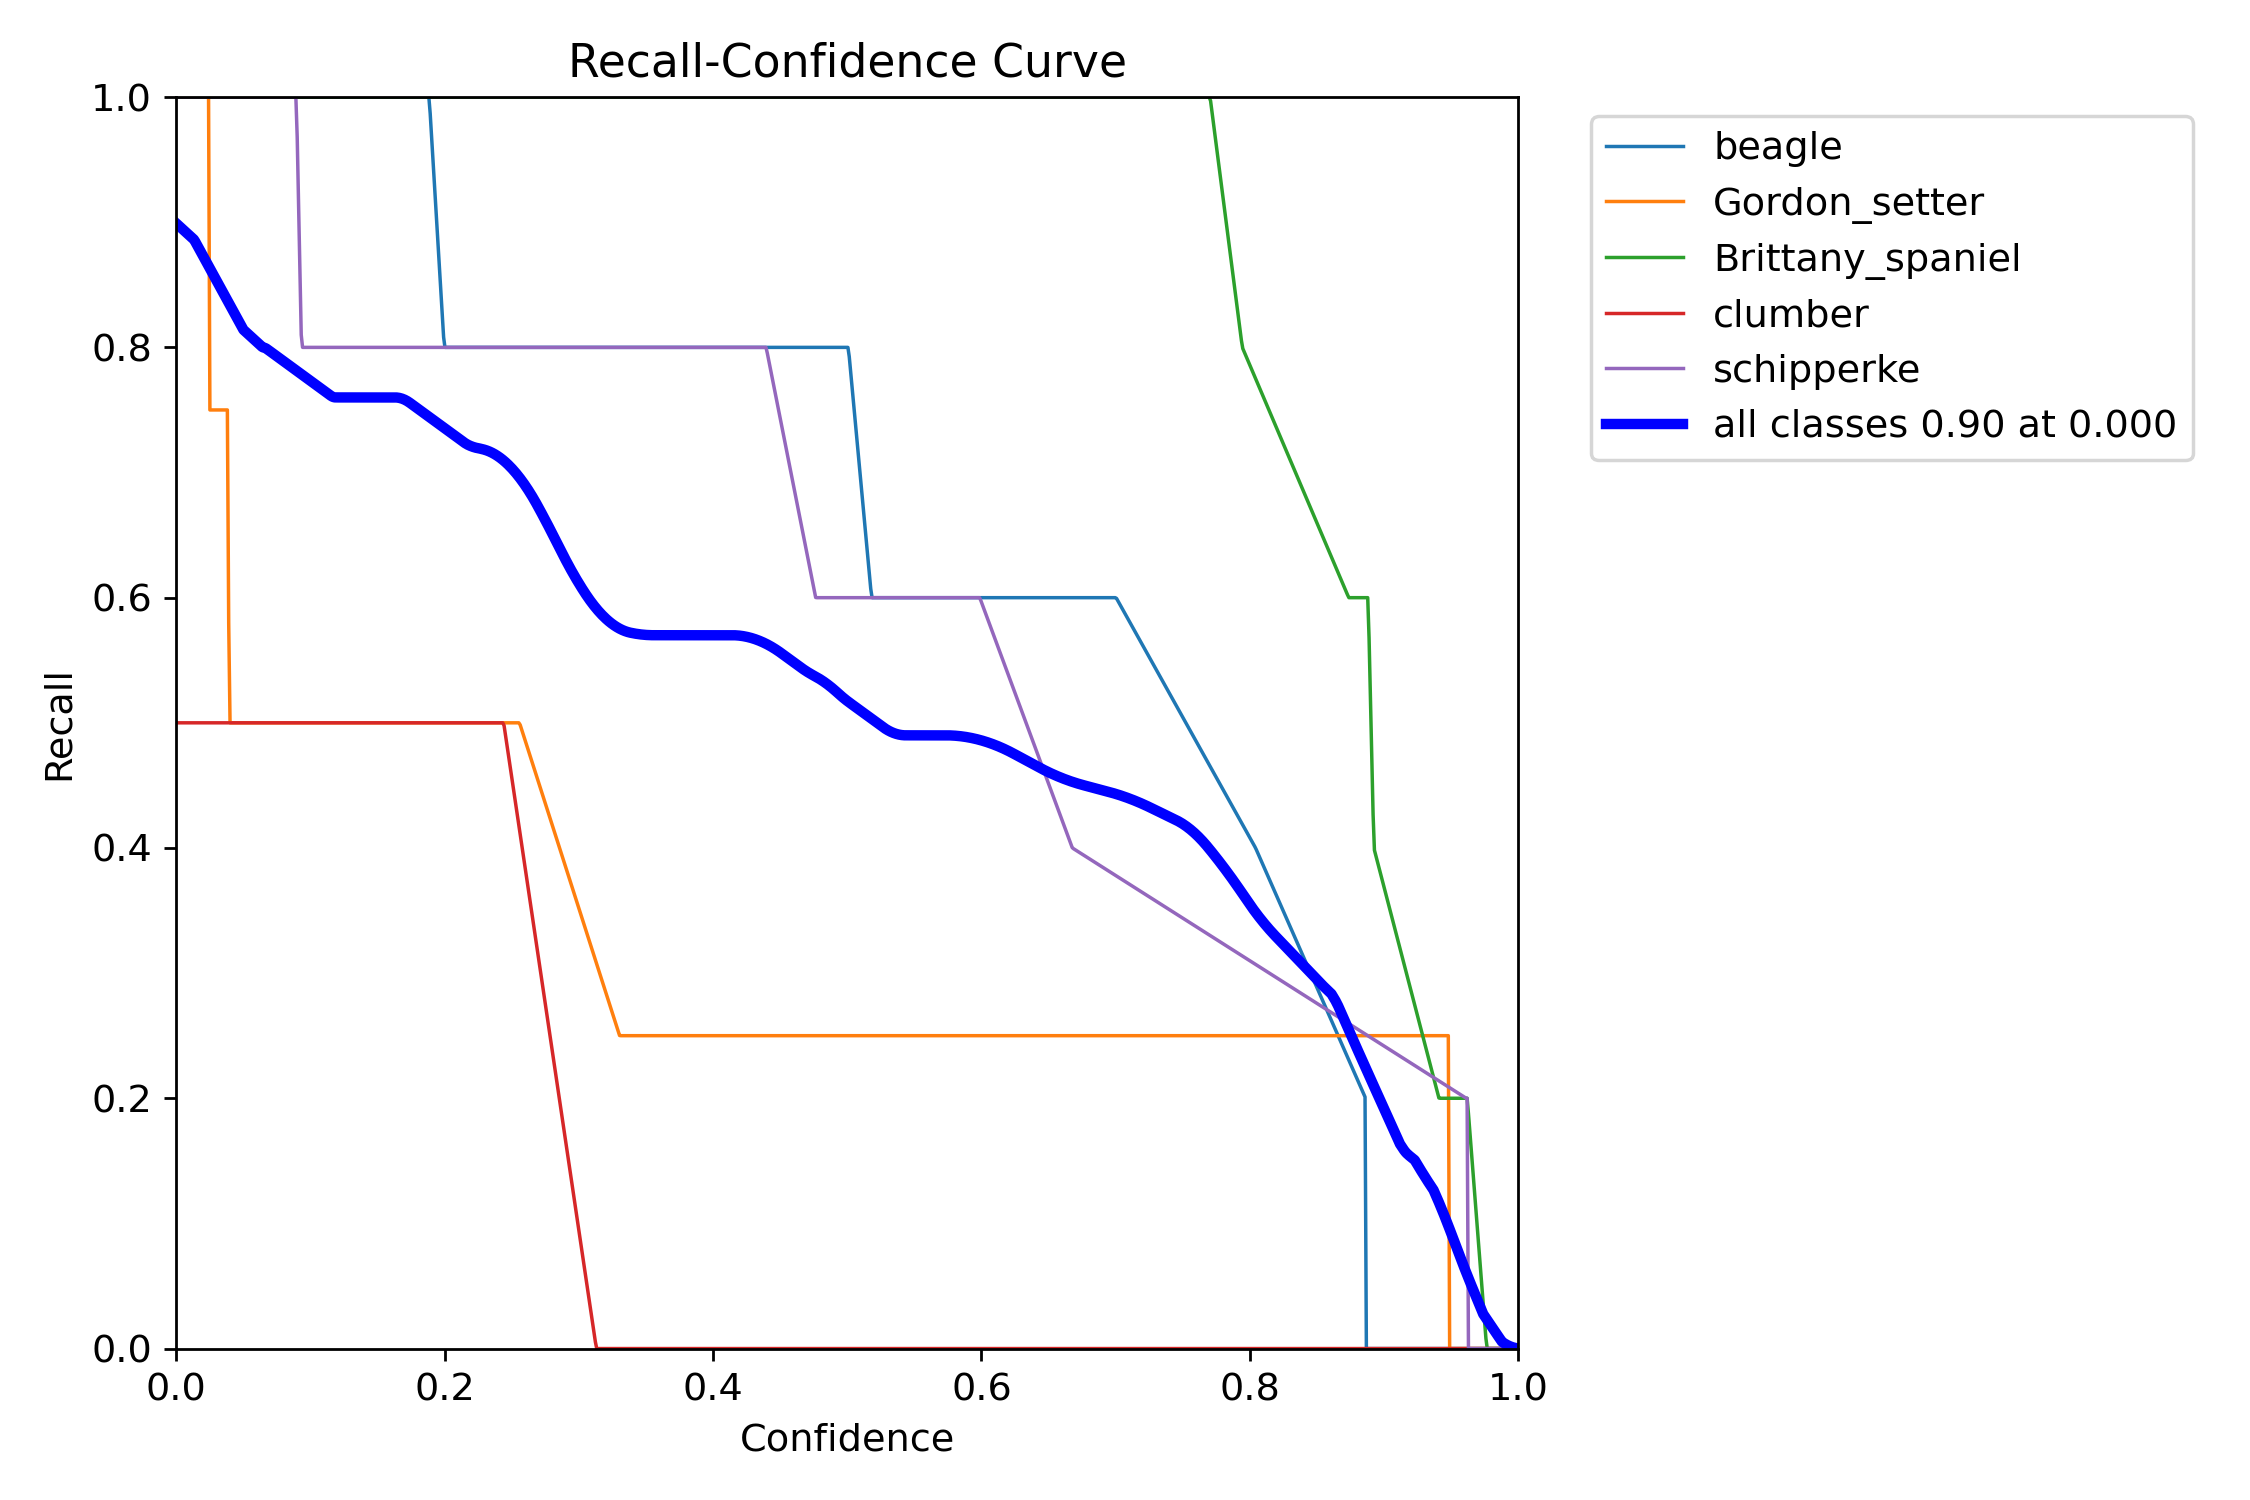 Recall-Confidence Curve
1.0
0.8
0.6
0.4
0.2
0.0
Recall
0.0 0.2 0.4 0.6 0.8 1.0
Confidence
beagle
Gordon_setter
Brittany_spaniel
clumber
schipperke
all classes 0.90 at 0.000